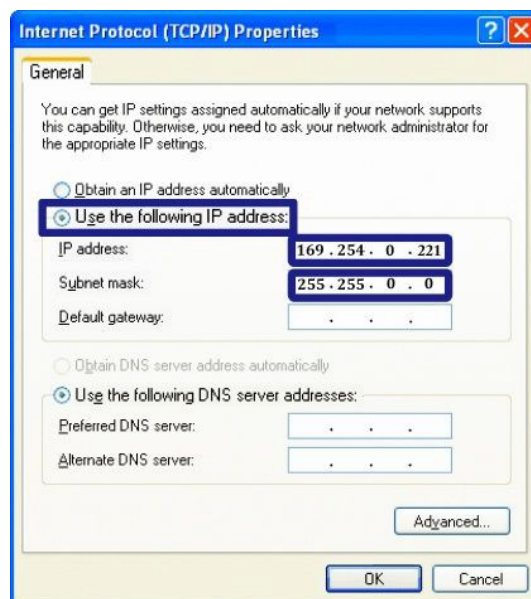 Internet Protocol (TCP/IP) Properties
General
You can get IP settings assigned automatically if your network supports
this capability. Otherwise, you need to ask your network administrator for
the appropriate IP settings.
Obtain an IP address automatically
Use the following IP address:
IP address: 169 . 254 . 0 . 221
Subnet mask: 255 . 255 . 0 . 0
Default gateway: . . .
Obtain DNS server address automatically
Use the following DNS server addresses:
Preferred DNS server: . . .
Alternate DNS server: . . .
Advanced...
OK Cancel